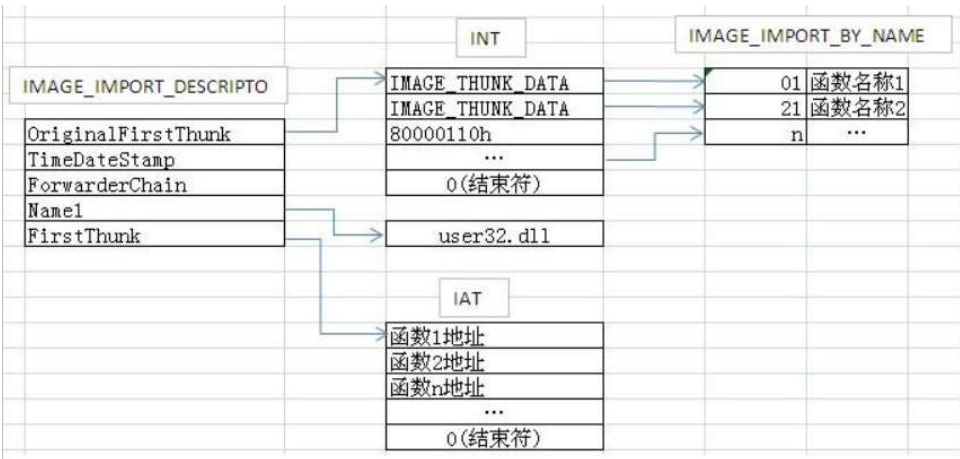 INT
IMAGE_IMPORT_BY_NAME
IMAGE_IMPORT_DESCRIPTO
IMAGE_THUNK_DATA
01 函数名称1
IMAGE_THUNK_DATA
21 函数名称2
OriginalFirstThunk
80000110h
n …
TimeDateStamp
…
ForwarderChain
0(结束符)
Name1
FirstThunk
user32.dll
IAT
函数1地址
函数2地址
函数n地址
…
0(结束符)